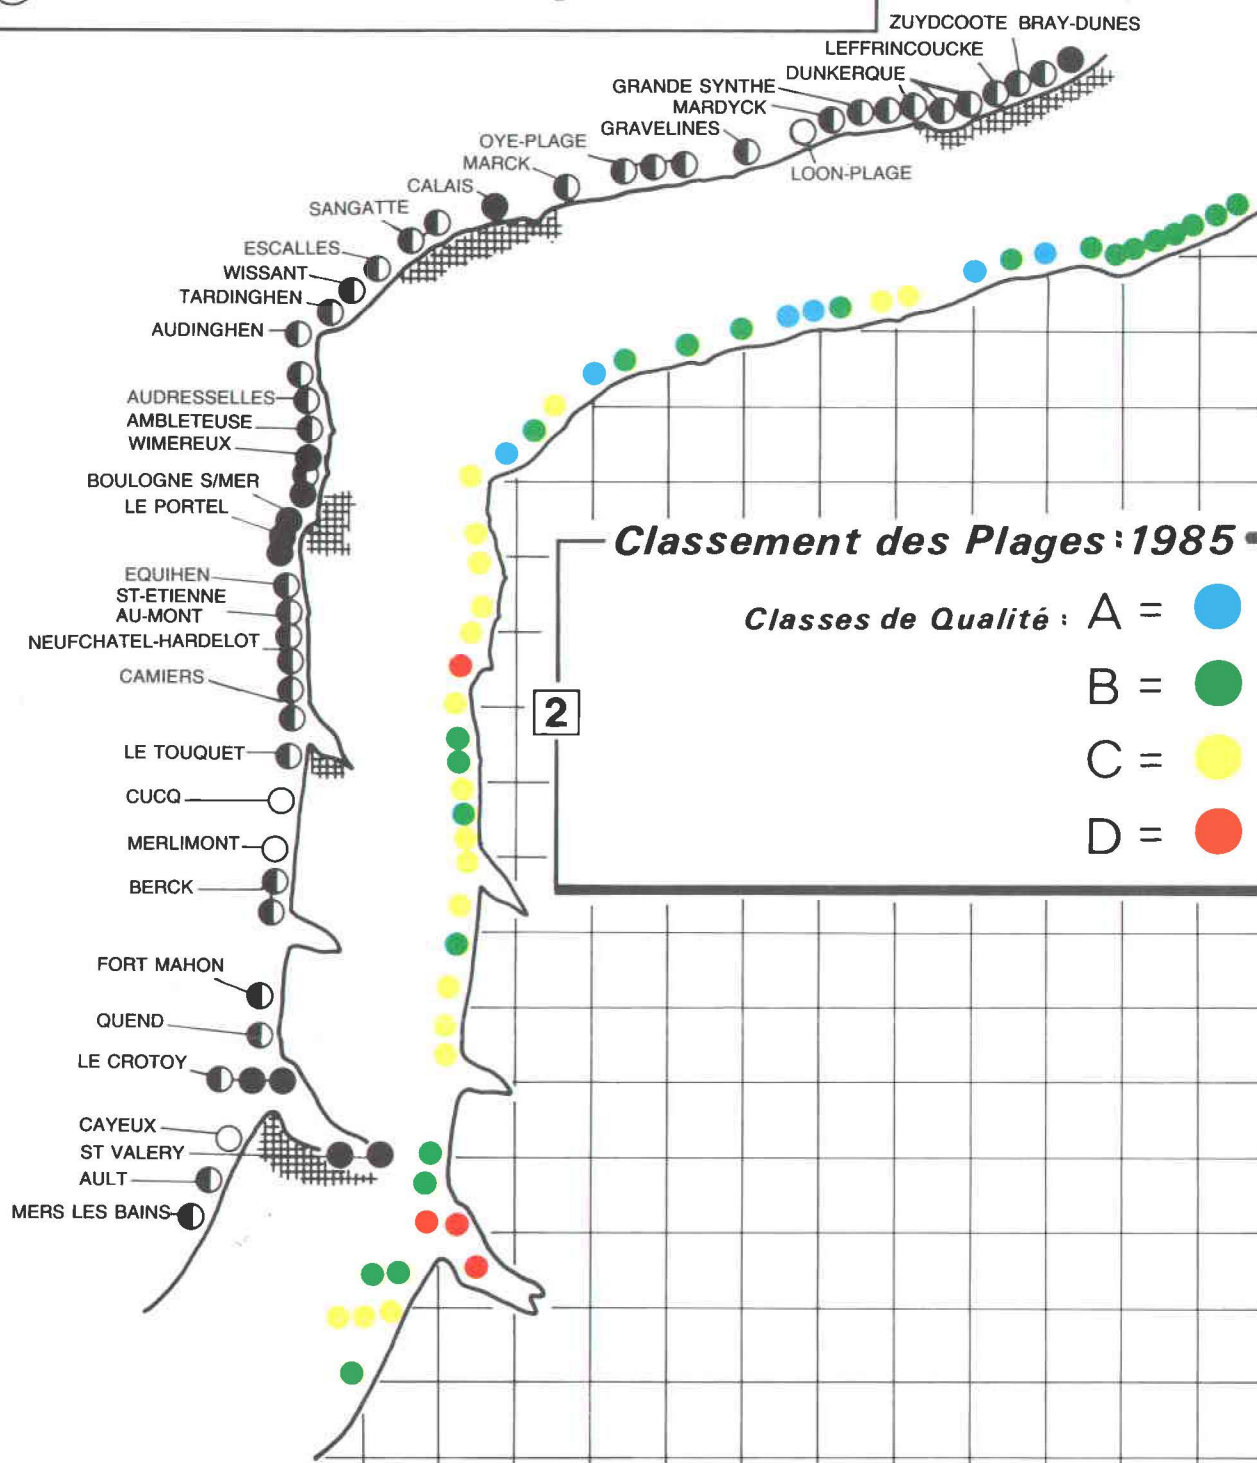 ZUYDCOOTE BRAY-DUNES
LEFFRINCOUCKE
DUNKERQUE
GRANDE SYNTHE
MARDYCK
GRAVELINES
OYE-PLAGE
MARCK
LOON-PLAGE
CALAIS
SANGATTE
ESCALLES
WISSANT
TARDINGHEN
AUDINGHEN
AUDRESSELLES
AMBLETEUSE
WIMEREUX
BOULOGNE S/MER
LE PORTEL
EQUIHEN
ST-ETIENNE
AU-MONT
NEUFCHATEL-HARDELOT
CAMIERS
LE TOUQUET
CUCQ
MERLIMONT
BERCK
FORT MAHON
QUEND
LE CROTOY
CAYEUX
ST VALERY
AULT
MERS LES BAINS
Classement des Plages : 1985
Classes de Qualité : A =
B =
C =
D =
2